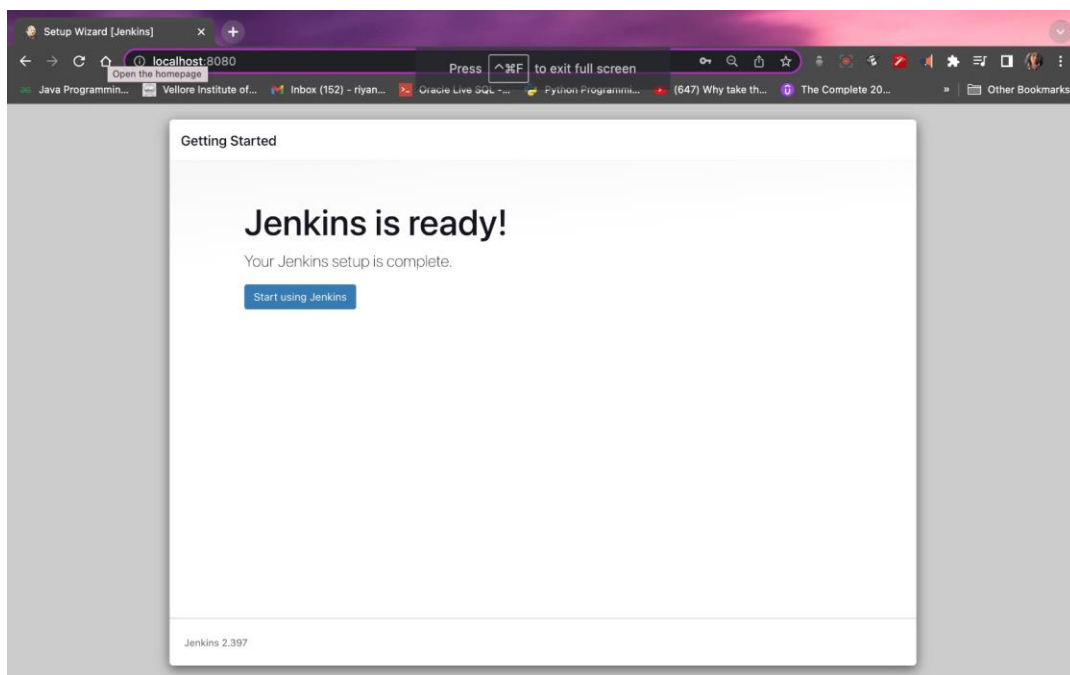 Setup Wizard [Jenkins]
localhost:8080
Open the homepage
Press ^⌘F to exit full screen
Java Programmin... Vellore Institute of... Inbox (152) - riyan... Oracle Live SQL -... Python Programmi... (647) Why take th... The Complete 20... » Other Bookmarks
Getting Started
Jenkins is ready!
Your Jenkins setup is complete.
Start using Jenkins
Jenkins 2.397